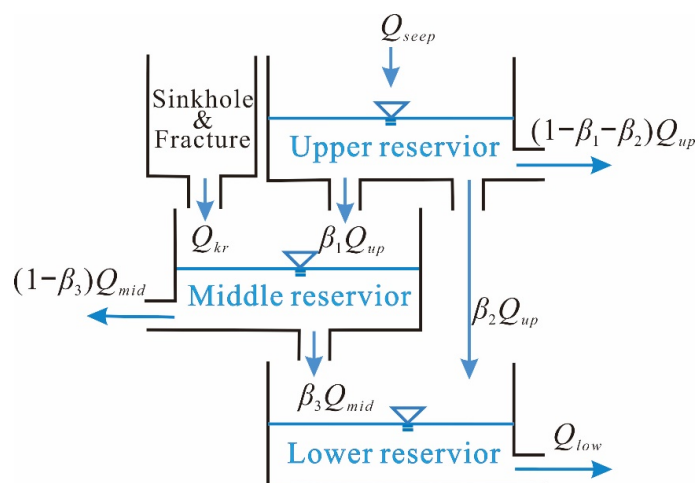 Q_seep
Sinkhole
&
Fracture
Upper reservior
(1-β₁-β₂)Q_up
Q_kr
β₁Q_up
(1-β₃)Q_mid
Middle reservior
β₂Q_up
β₃Q_mid
Lower reservior
Q_low